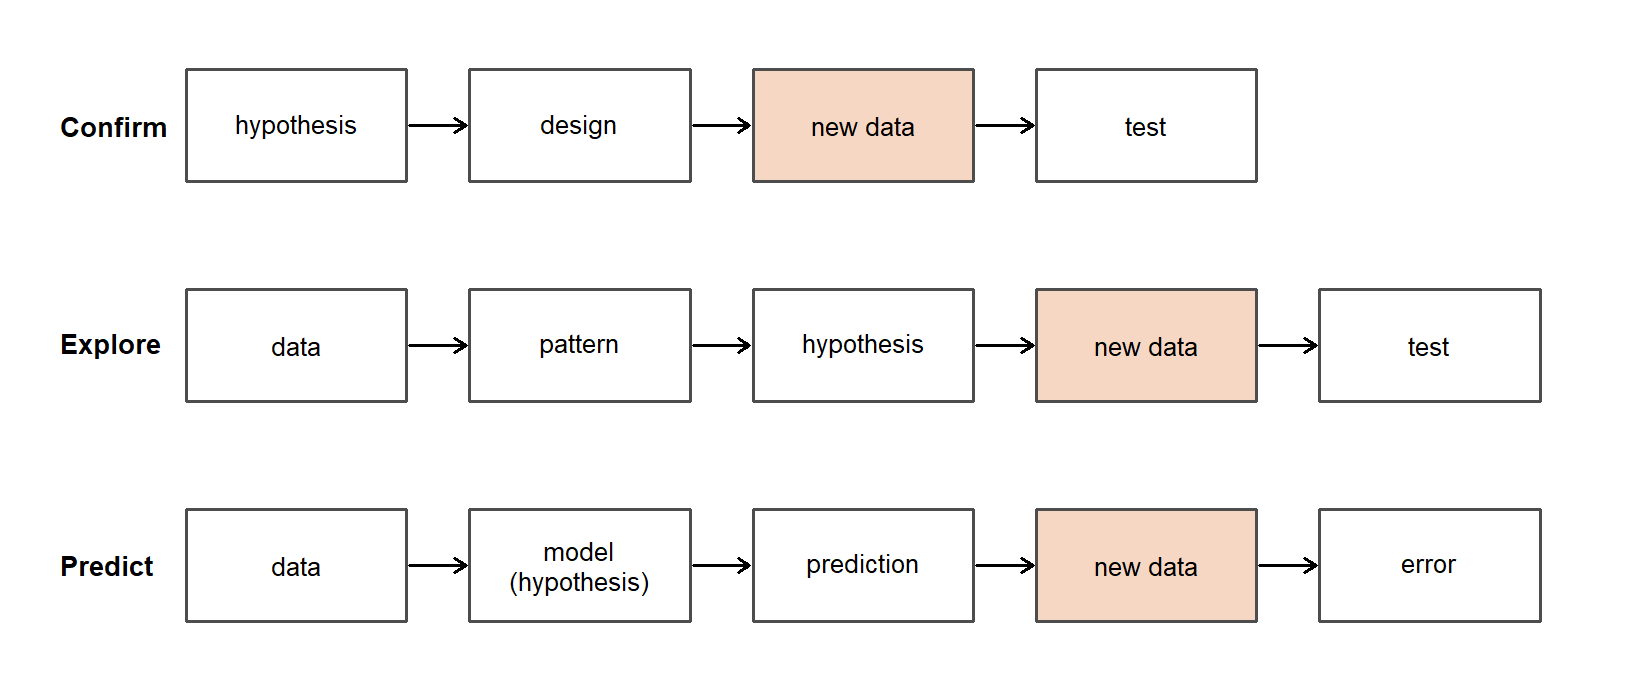 Confirm
hypothesis
design
new data
test
Explore
data
pattern
hypothesis
new data
test
Predict
data
model
(hypothesis)
prediction
new data
error